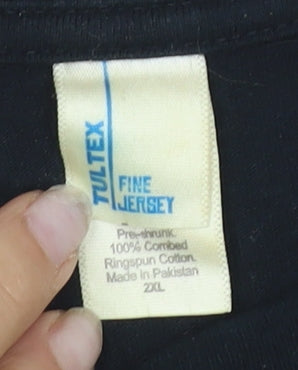 TULTEX
FINE
JERSEY
Pre-shrunk.
100% Combed
Ringspun Cotton.
Made in Pakistan
2XL